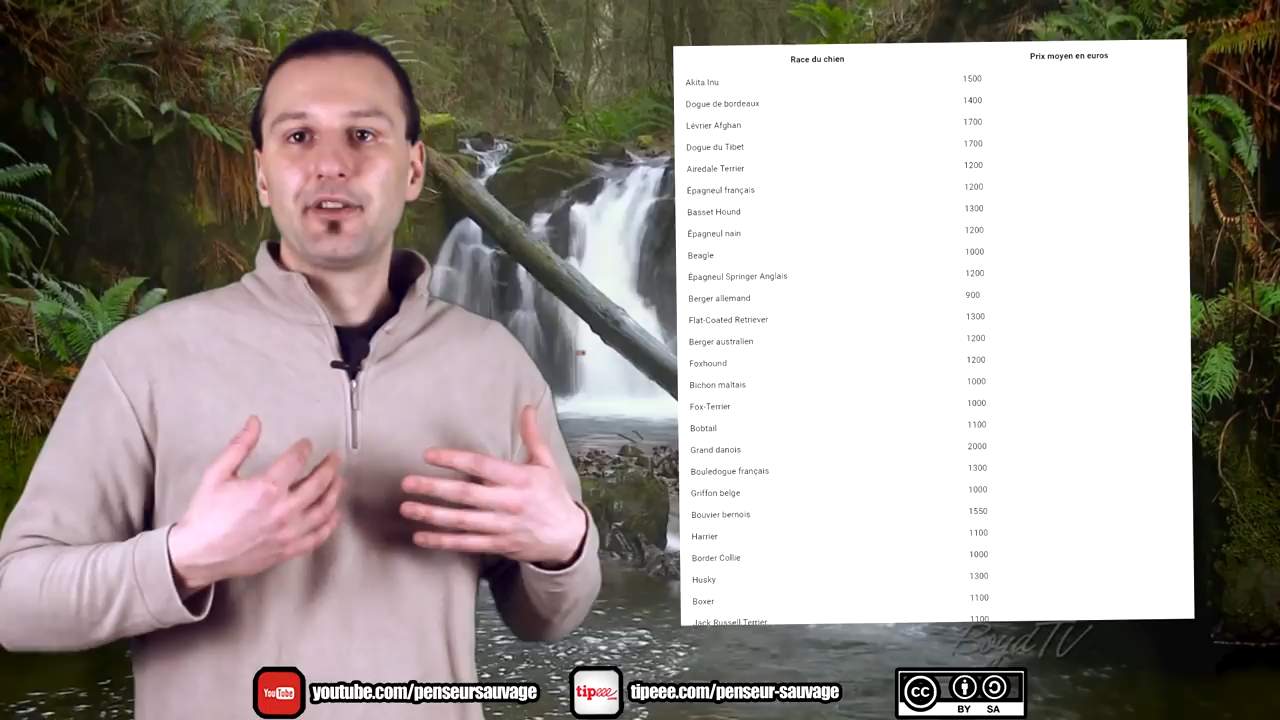 Race du chien Prix moyen en euros
Akita Inu 1500
Dogue de bordeaux 1400
Lévrier Afghan 1700
Dogue du Tibet 1700
Airedale Terrier 1200
Épagneul français 1200
Basset Hound 1300
Épagneul nain 1200
Beagle 1000
Épagneul Springer Anglais 1200
Berger allemand 900
Flat-Coated Retriever 1300
Berger australien 1200
Foxhound 1200
Bichon maltais 1000
Fox-Terrier 1000
Bobtail 1100
Grand danois 2000
Bouledogue français 1300
Griffon belge 1000
Bouvier bernois 1550
Harrier 1100
Border Collie 1000
Husky 1300
Boxer 1100
Jack Russell Terrier 1100
BoydTV
YouTube youtube.com/penseursauvage tipeee tipeee.com/penseur-sauvage cc BY SA